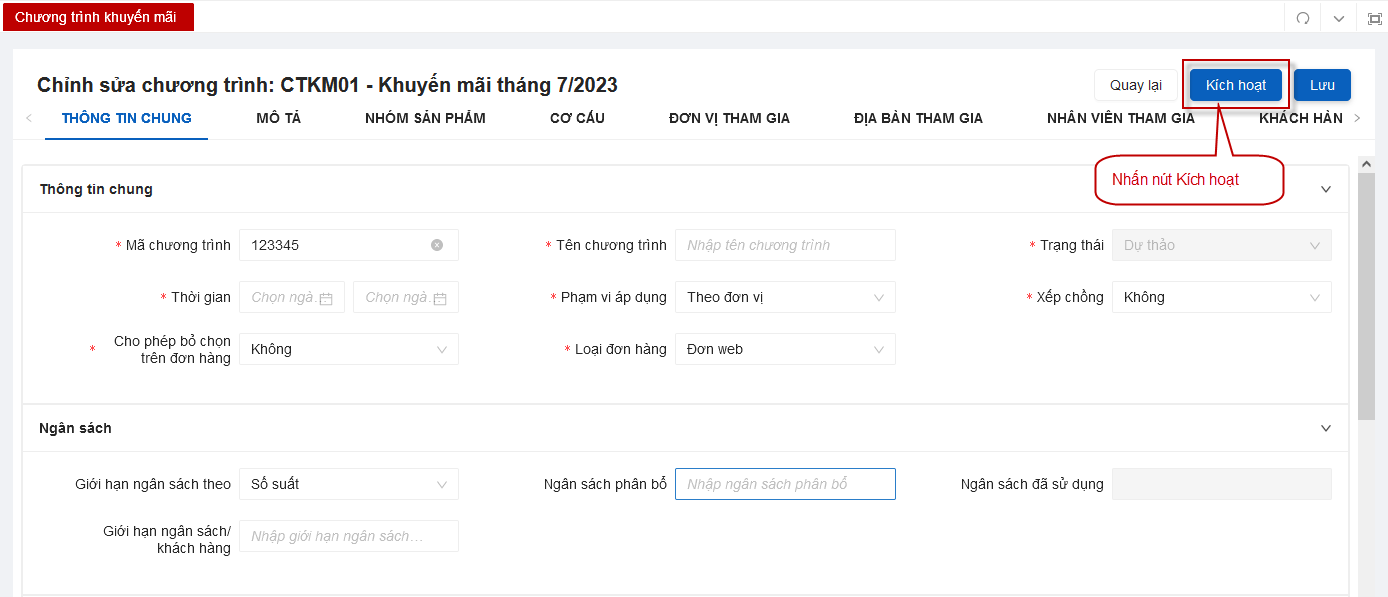 Chương trình khuyến mãi
Chỉnh sửa chương trình: CTKM01 - Khuyến mãi tháng 7/2023
Quay lại
Kích hoạt
Lưu
THÔNG TIN CHUNG
MÔ TẢ
NHÓM SẢN PHẨM
CƠ CẤU
ĐƠN VỊ THAM GIA
ĐỊA BÀN THAM GIA
NHÂN VIÊN THAM GIA
KHÁCH HÀN
Nhấn nút Kích hoạt
Thông tin chung
* Mã chương trình
123345
* Tên chương trình
Nhập tên chương trình
* Trạng thái
Dự thảo
* Thời gian
Chọn ngà.
Chọn ngà.
* Phạm vi áp dụng
Theo đơn vị
* Xếp chồng
Không
* Cho phép bỏ chọn
trên đơn hàng
Không
* Loại đơn hàng
Đơn web
Ngân sách
Giới hạn ngân sách theo
Số suất
Ngân sách phân bổ
Nhập ngân sách phân bổ
Ngân sách đã sử dụng
Giới hạn ngân sách/
khách hàng
Nhập giới hạn ngân sách…